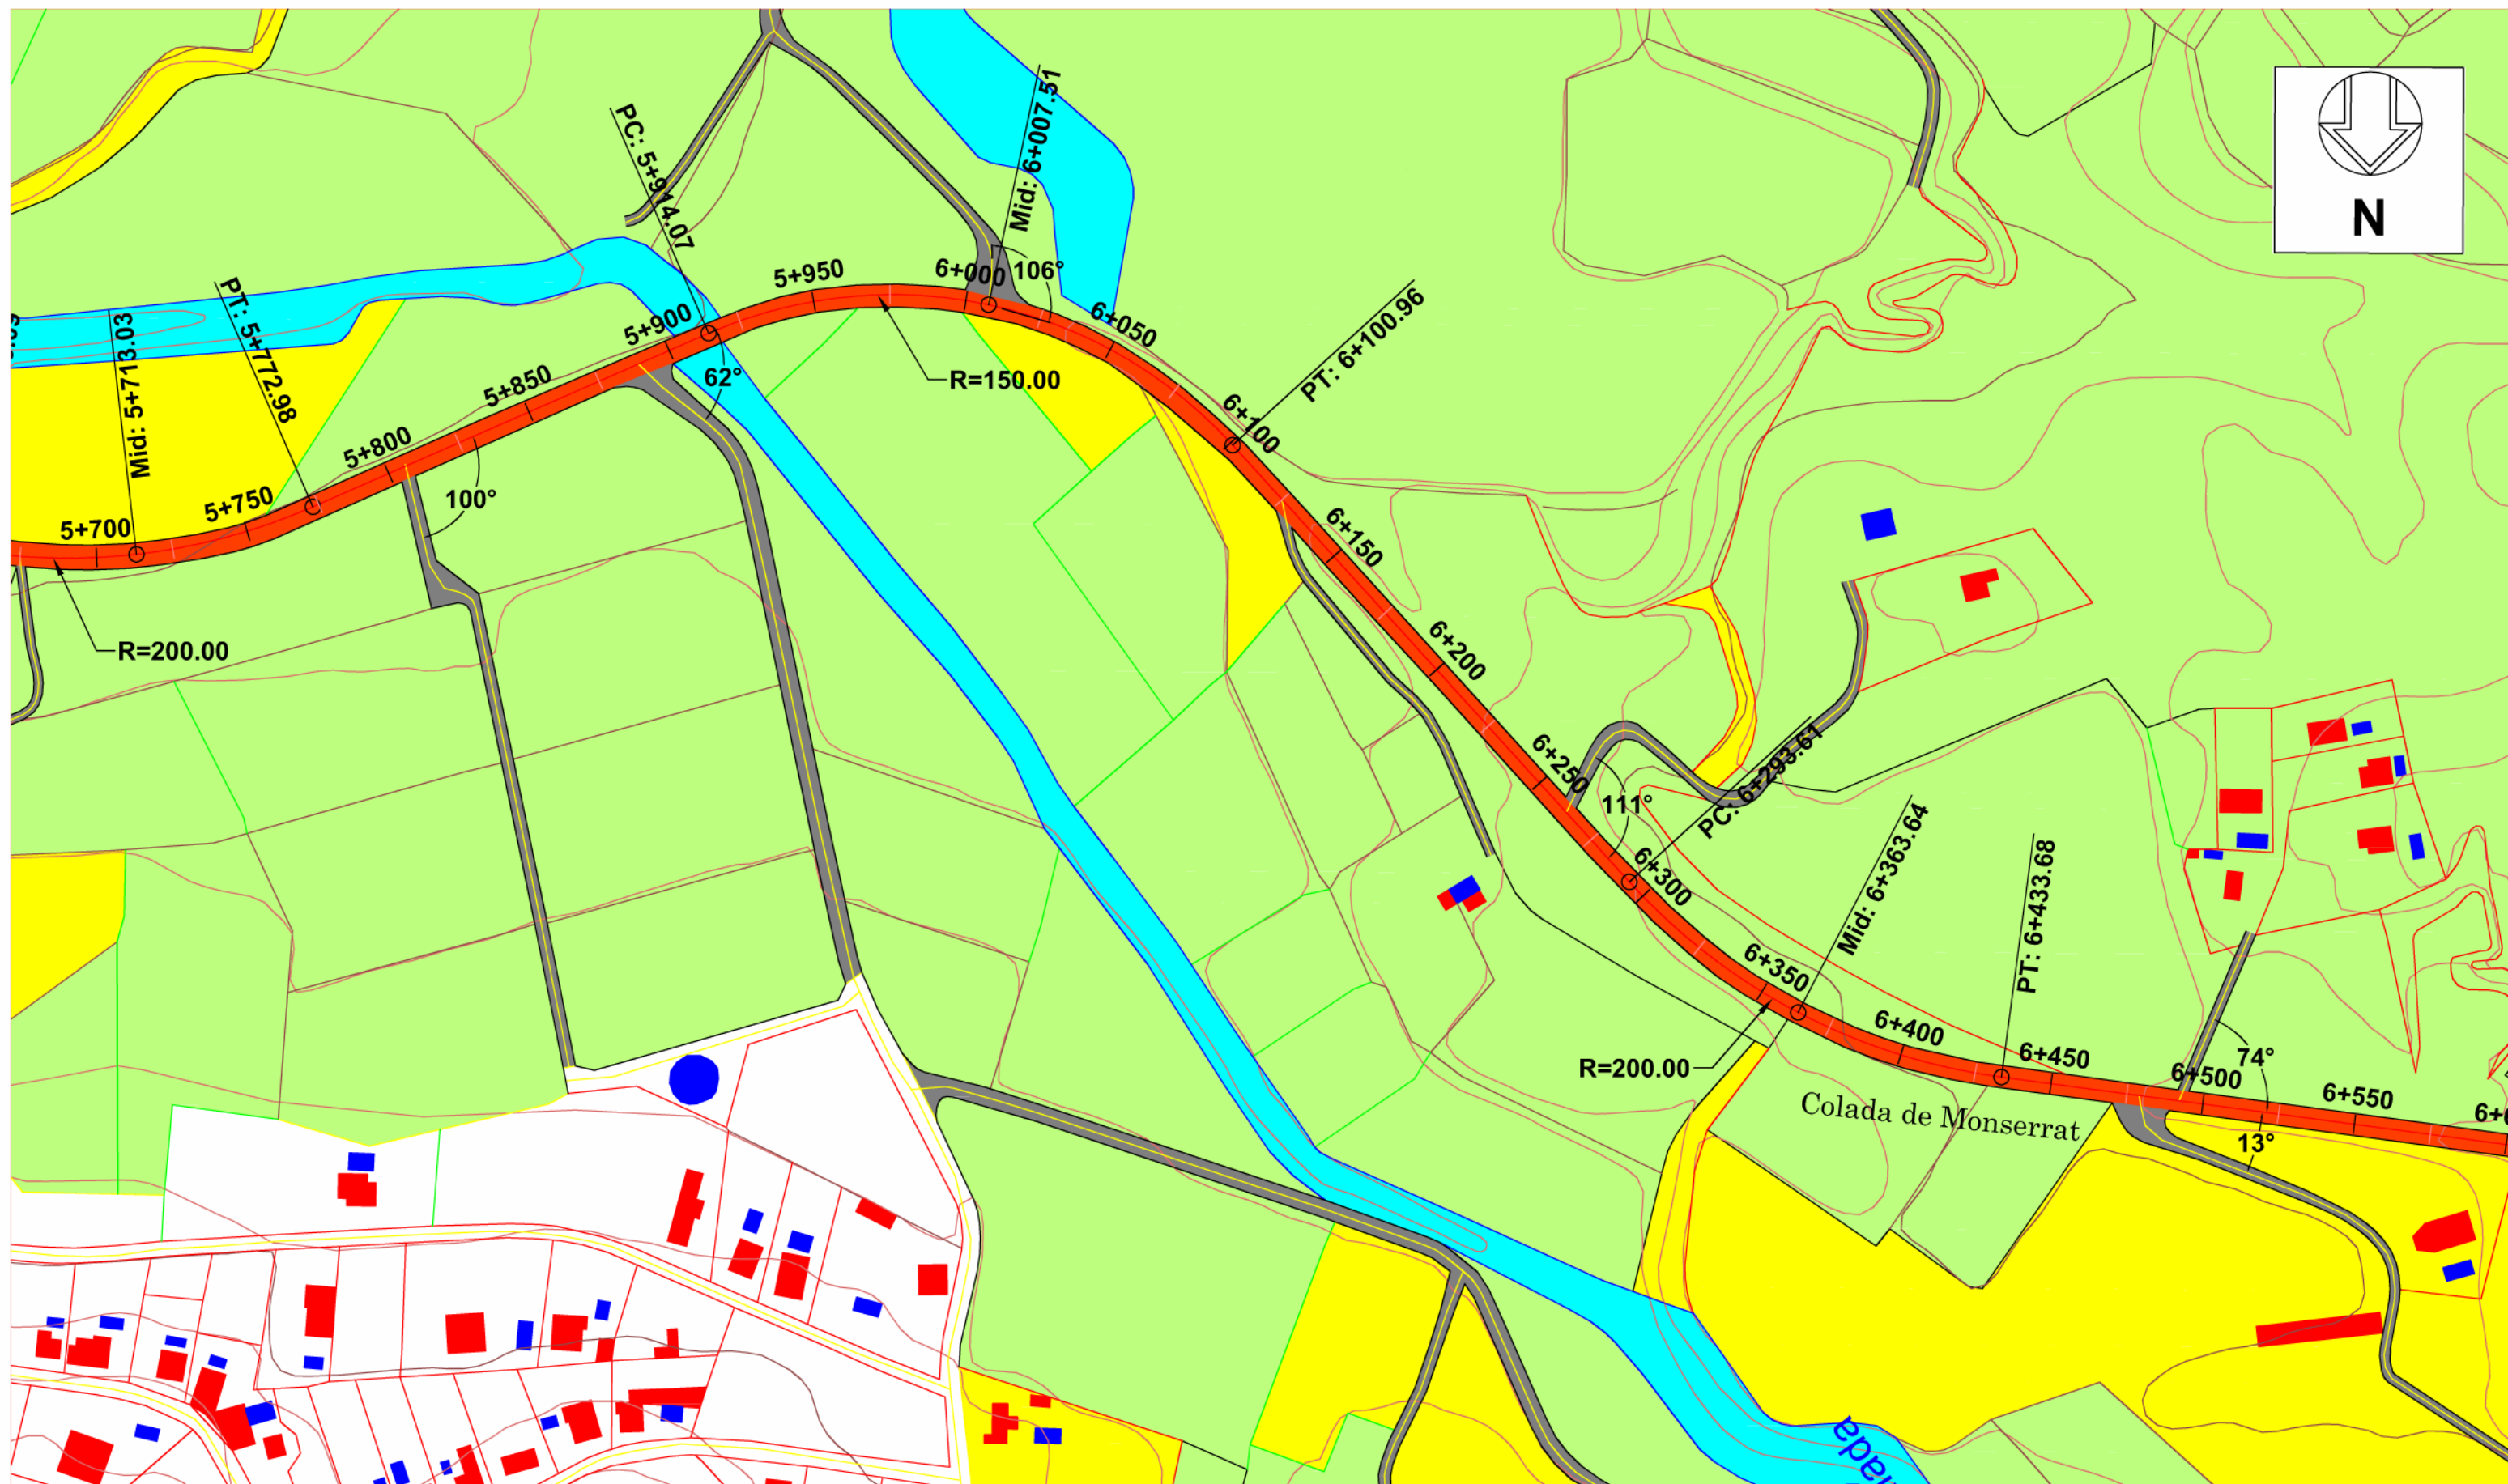 N
Mid: 6+007.51
PC: 5+914.07
106°
6+000
5+950
6+050
5+900
62°
R=150.00
PT: 6+100.96
PT: 5+772.98
Mid: 5+713.03
5+850
5+800
100°
5+750
5+700
R=200.00
6+100
6+150
6+200
6+250
111°
PC: 6+293.61
6+300
Mid: 6+363.64
PT: 6+433.68
6+350
R=200.00
6+400
6+450
74°
6+500
6+550
13°
Colada de Monserrat